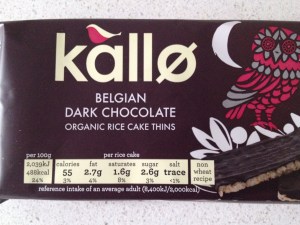 kallø
BELGIAN
DARK CHOCOLATE
ORGANIC RICE CAKE THINS
per 100g
per rice cake
2,039kJ
488kcal
24%
calories
55
3%
fat
2.7g
4%
saturates
1.6g
8%
sugar
2.6g
3%
salt
trace
<1%
non
wheat
recipe
reference intake of an average adult (8,400kJ/2,000kcal)